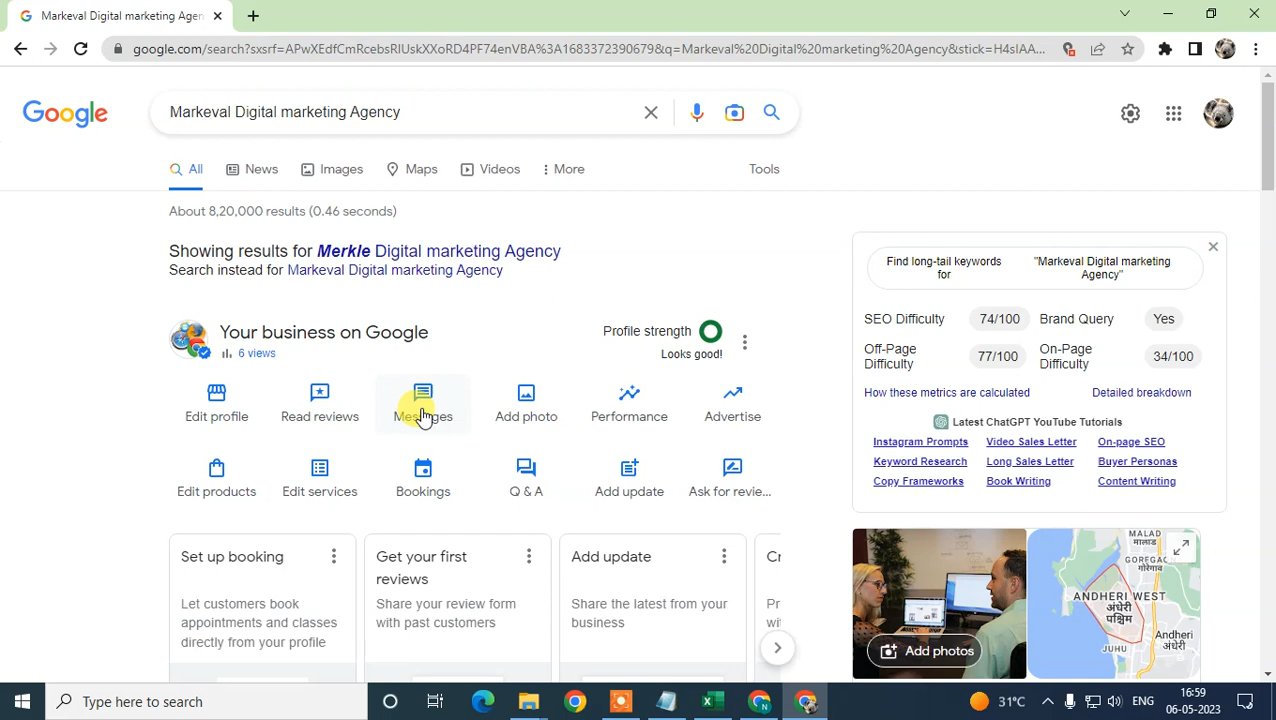 Markeval Digital marketing Agen
google.com/search?sxsrf=APwXEdfCmRcebsRlUskXXoRD4PF74enVBA%3A1683372390679&q=Markeval%20Digital%20marketing%20Agency&stick=H4sIAA...
Google
Markeval Digital marketing Agency
All
News
Images
Maps
Videos
More
Tools
About 8,20,000 results (0.46 seconds)
Showing results for Merkle Digital marketing Agency
Search instead for Markeval Digital marketing Agency
Your business on Google
6 views
Profile strength
Looks good!
Edit profile
Read reviews
Messages
Add photo
Performance
Advertise
Edit products
Edit services
Bookings
Q & A
Add update
Ask for revie...
Set up booking
Let customers book
appointments and classes
directly from your profile
Get your first
reviews
Share your review form
with past customers
Add update
Share the latest from your
business
Cr
Pr
wit
Find long-tail keywords
for
"Markeval Digital marketing
Agency"
SEO Difficulty
74/100
Brand Query
Yes
Off-Page
Difficulty
77/100
On-Page
Difficulty
34/100
How these metrics are calculated
Detailed breakdown
Latest ChatGPT YouTube Tutorials
Instagram Prompts
Video Sales Letter
On-page SEO
Keyword Research
Long Sales Letter
Buyer Personas
Copy Frameworks
Book Writing
Content Writing
Add photos
MALAD
मालाड
GOREGA
गोरेगा
ANDHERI WEST
अंधेरी
पश्चिम
Andheri
अंधेरी
JUHU
Type here to search
31°C
ENG
16:59
06-05-2023